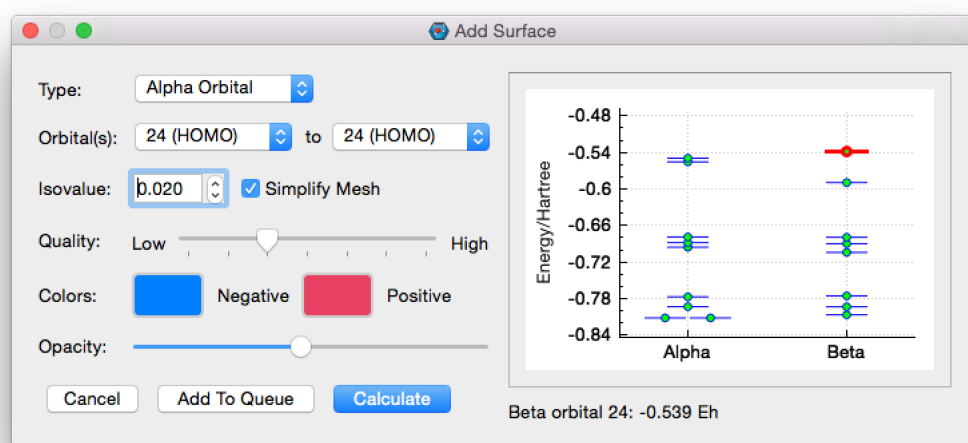 Add Surface
Type: Alpha Orbital
Orbital(s): 24 (HOMO) to 24 (HOMO)
Isovalue: 0.020 Simplify Mesh
Quality: Low High
Colors: Negative Positive
Opacity:
Cancel Add To Queue Calculate
Energy/Hartree
-0.48
-0.54
-0.6
-0.66
-0.72
-0.78
-0.84
Alpha Beta
Beta orbital 24: -0.539 Eh